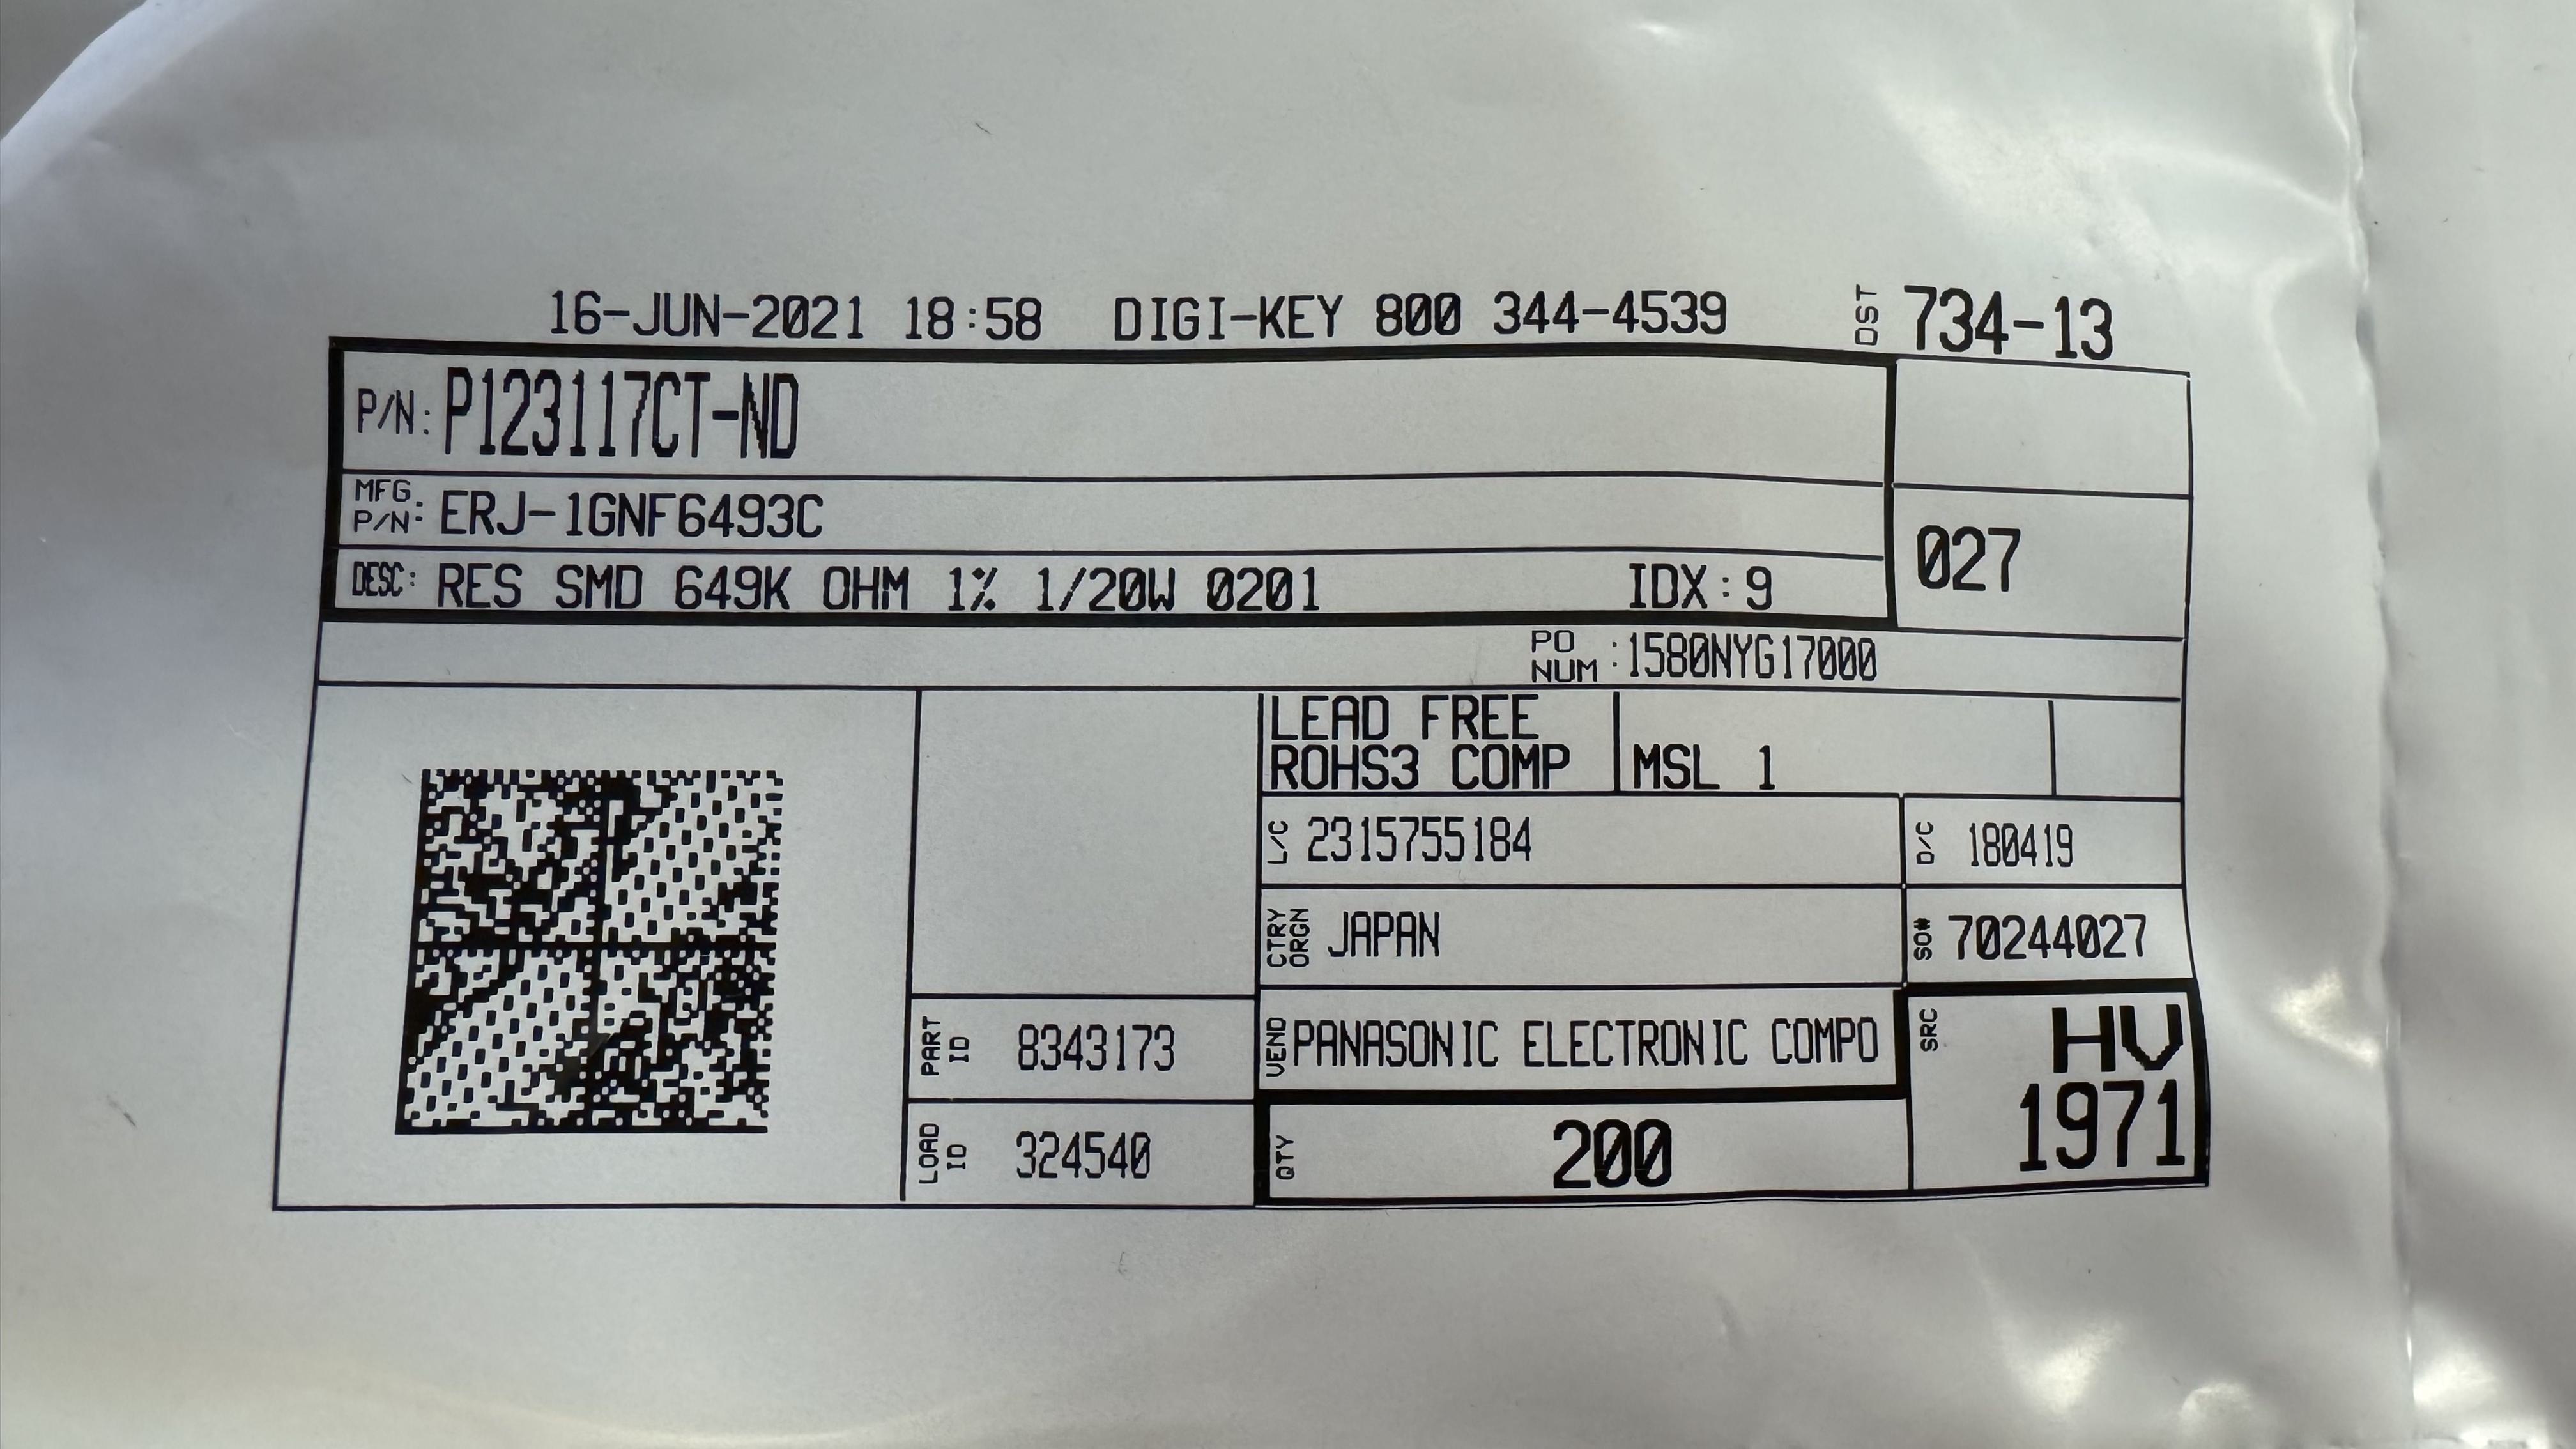 16-JUN-2021 18:58 DIGI-KEY 800 344-4539 DST 734-13
P/N: P123117CT-ND
MFG P/N: ERJ-1GNF6493C
DESC: RES SMD 649K OHM 1% 1/20W 0201 IDX:9
027
PO NUM :1580NYG17000
LEAD FREE
ROHS3 COMP MSL 1
L/C 2315755184 D/C 180419
CTRY ORGN JAPAN SO# 70244027
PART ID 8343173 VEND PANASONIC ELECTRONIC COMPO SRC HV
1971
LOAD ID 324540 QTY 200